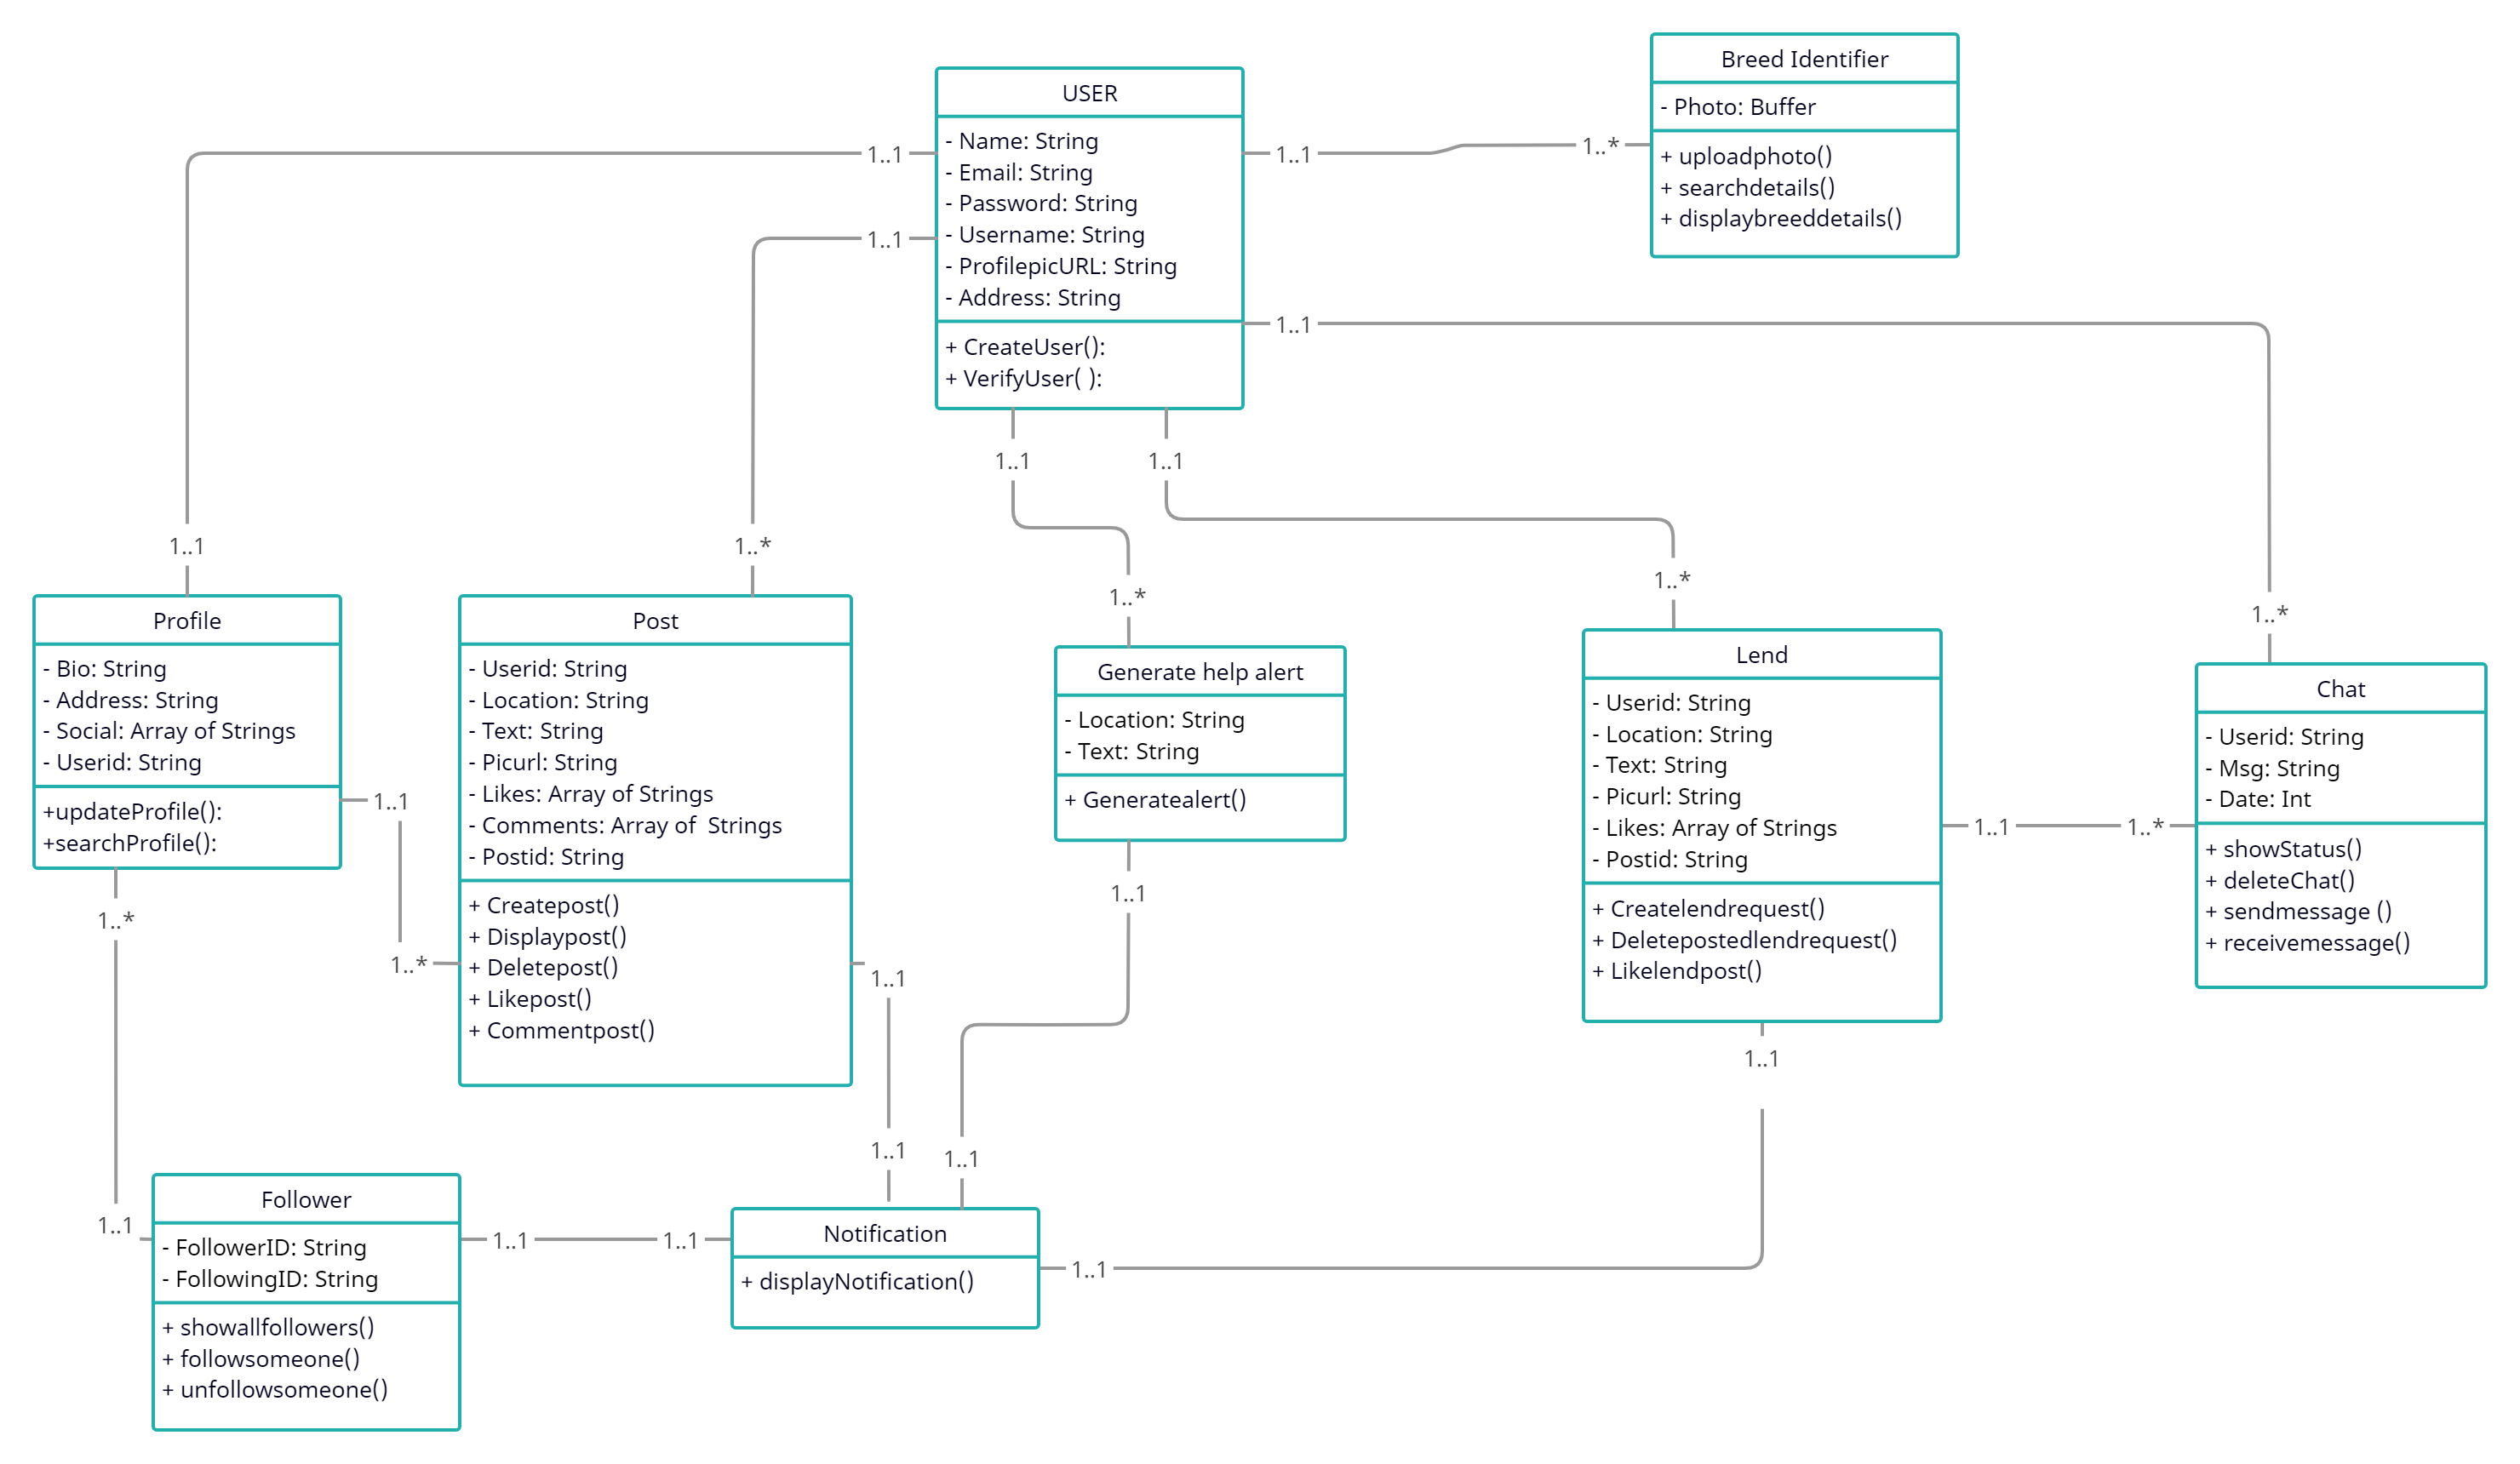 USER
- Name: String
- Email: String
- Password: String
- Username: String
- ProfilepicURL: String
- Address: String
+ CreateUser():
+ VerifyUser( ):
Breed Identifier
- Photo: Buffer
+ uploadphoto()
+ searchdetails()
+ displaybreeddetails()
1..1
1..1
1..1
1..*
1..1
1..1
1..1
1..1
1..*
1..*
1..*
1..*
Profile
- Bio: String
- Address: String
- Social: Array of Strings
- Userid: String
+updateProfile():
+searchProfile():
Post
- Userid: String
- Location: String
- Text: String
- Picurl: String
- Likes: Array of Strings
- Comments: Array of  Strings
- Postid: String
+ Createpost()
+ Displaypost()
+ Deletepost()
+ Likepost()
+ Commentpost()
Generate help alert
- Location: String
- Text: String
+ Generatealert()
Lend
- Userid: String
- Location: String
- Text: String
- Picurl: String
- Likes: Array of Strings
- Postid: String
+ Createlendrequest()
+ Deletepostedlendrequest()
+ Likelendpost()
Chat
- Userid: String
- Msg: String
- Date: Int
+ showStatus()
+ deleteChat()
+ sendmessage ()
+ receivemessage()
1..1
1..1
1..*
1..1
1..*
1..*
1..1
1..1
1..1
1..1
1..1
1..1
1..1
1..1
1..1
Follower
- FollowerID: String
- FollowingID: String
+ showallfollowers()
+ followsomeone()
+ unfollowsomeone()
Notification
+ displayNotification()